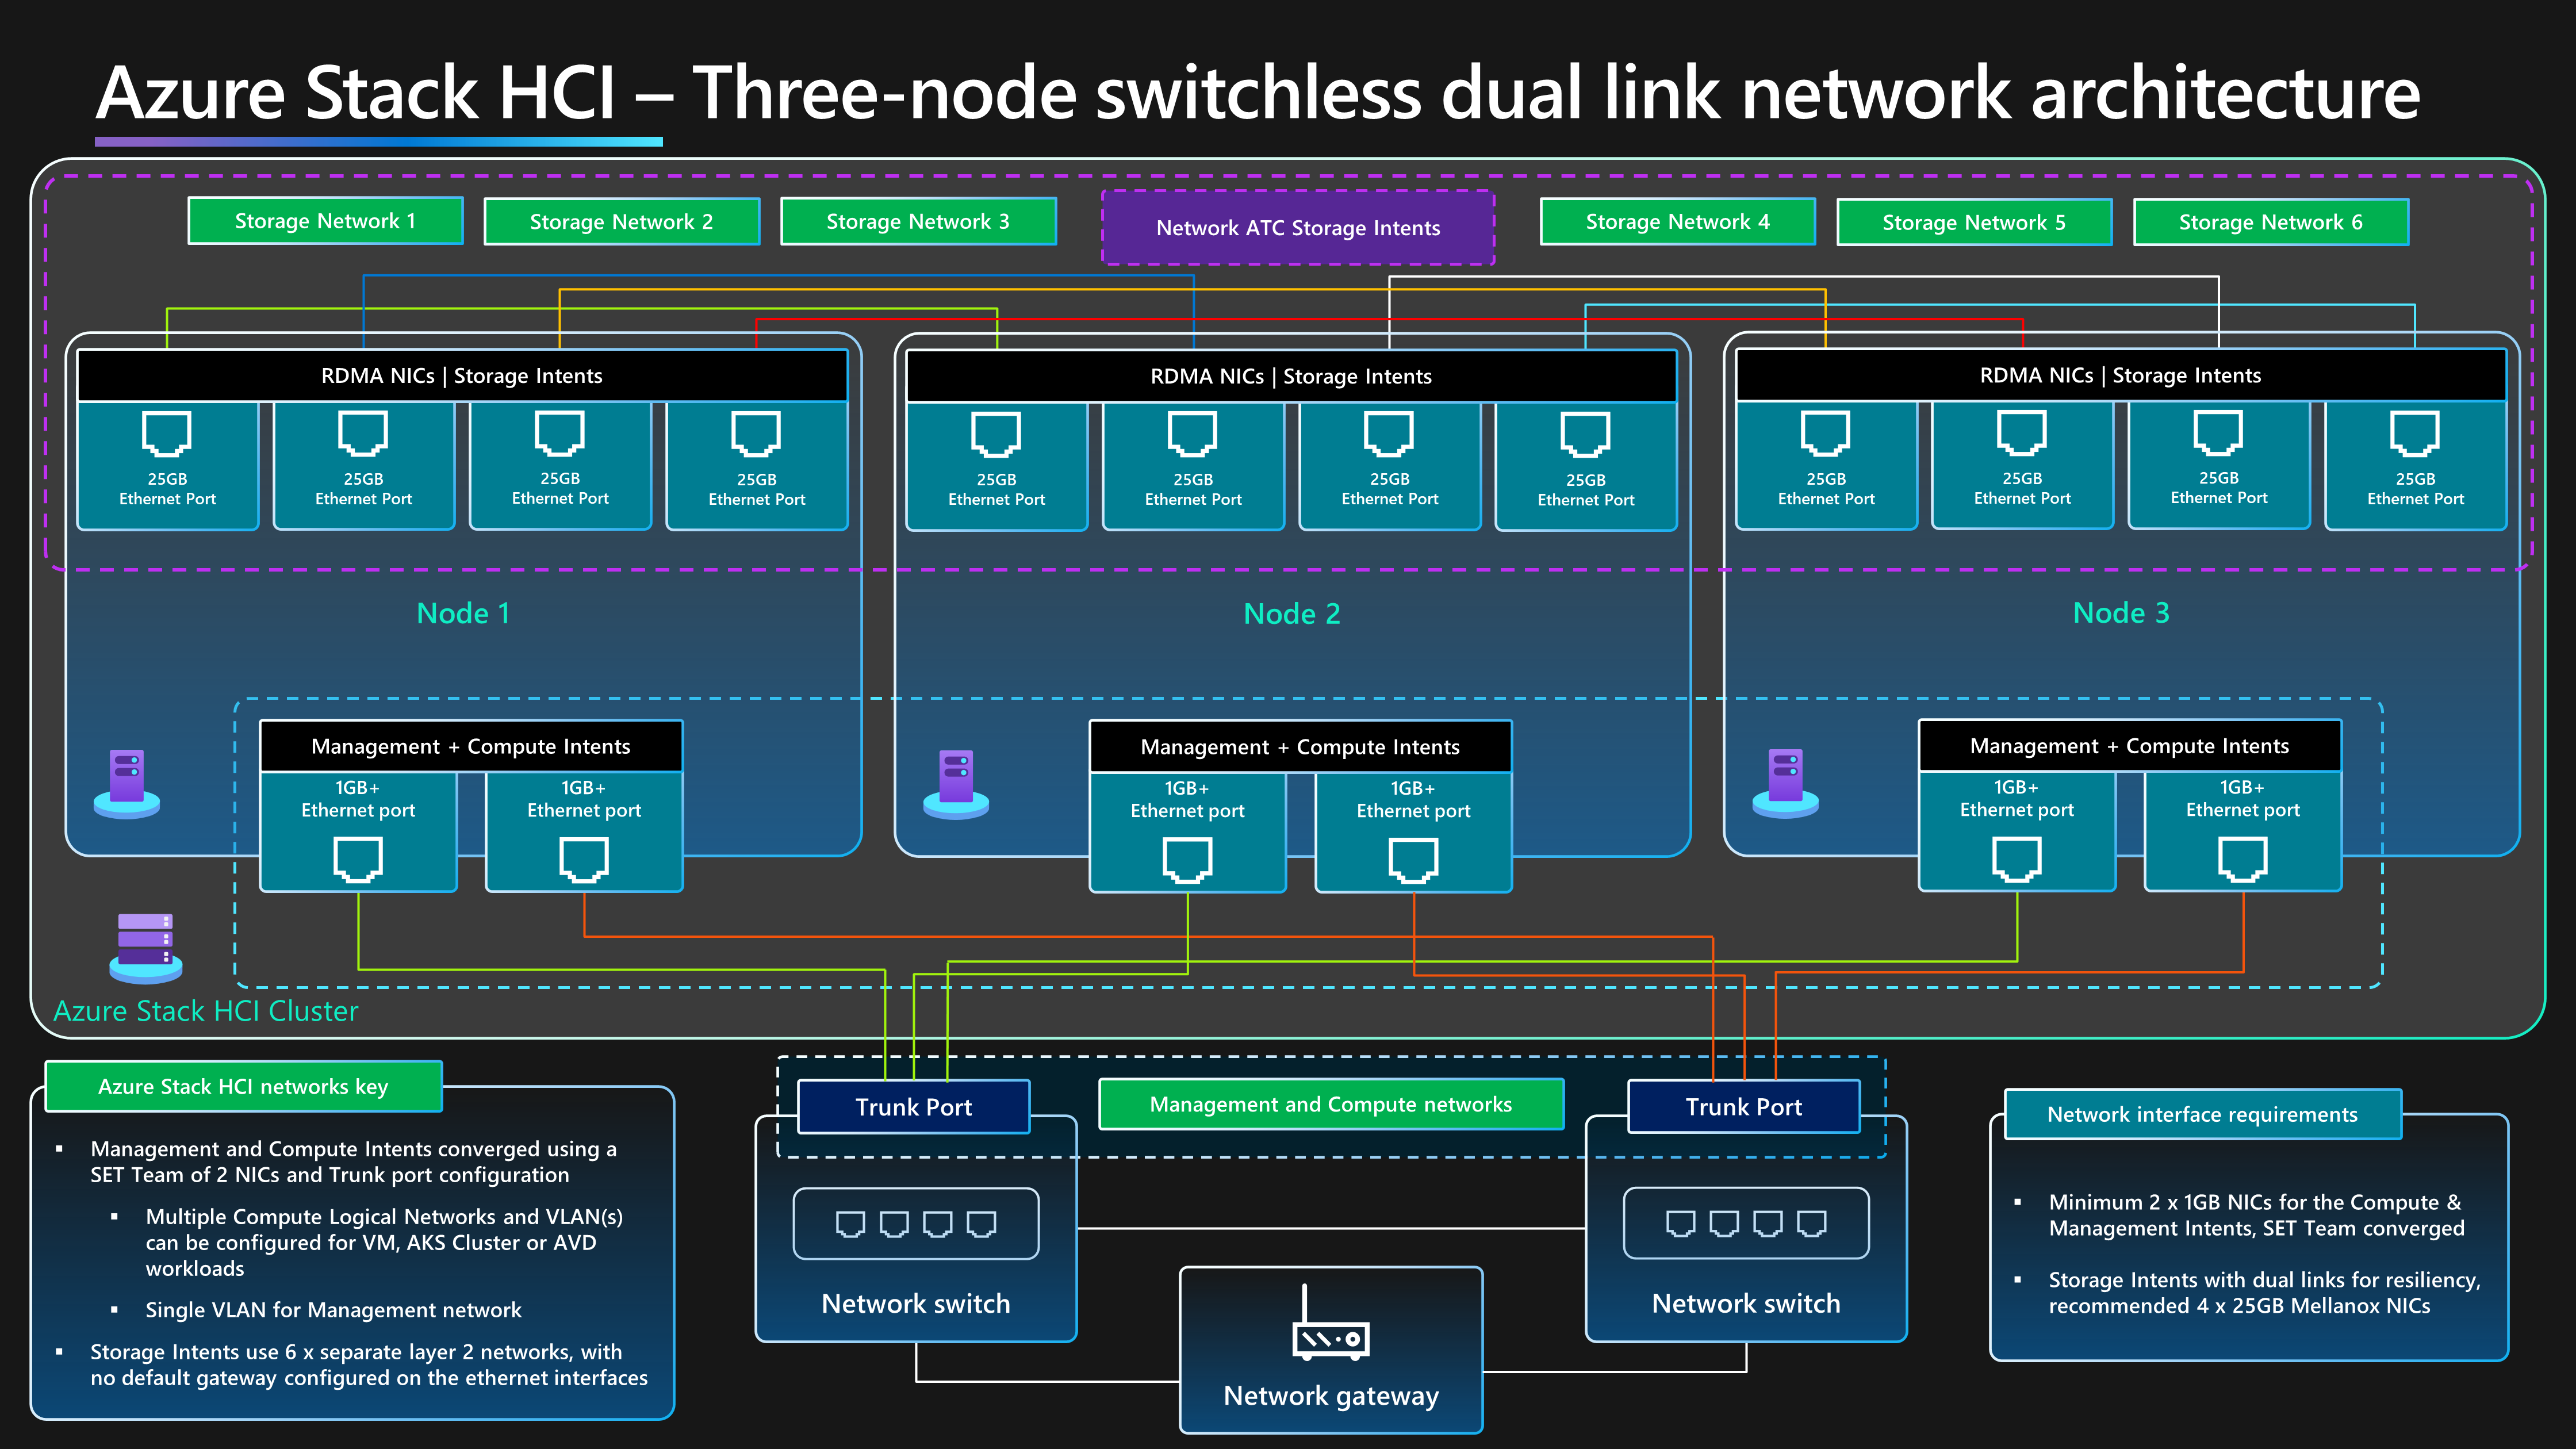 Azure Stack HCI – Three-node switchless dual link network architecture
Storage Network 1
Storage Network 2
Storage Network 3
Network ATC Storage Intents
Storage Network 4
Storage Network 5
Storage Network 6
RDMA NICs | Storage Intents
25GB
Ethernet Port
25GB
Ethernet Port
25GB
Ethernet Port
25GB
Ethernet Port
RDMA NICs | Storage Intents
25GB
Ethernet Port
25GB
Ethernet Port
25GB
Ethernet Port
25GB
Ethernet Port
RDMA NICs | Storage Intents
25GB
Ethernet Port
25GB
Ethernet Port
25GB
Ethernet Port
25GB
Ethernet Port
Node 1
Node 2
Node 3
Management + Compute Intents
1GB+
Ethernet port
1GB+
Ethernet port
Management + Compute Intents
1GB+
Ethernet port
1GB+
Ethernet port
Management + Compute Intents
1GB+
Ethernet port
1GB+
Ethernet port
Azure Stack HCI Cluster
Azure Stack HCI networks key
▪ Management and Compute Intents converged using a
SET Team of 2 NICs and Trunk port configuration
▪ Multiple Compute Logical Networks and VLAN(s)
can be configured for VM, AKS Cluster or AVD
workloads
▪ Single VLAN for Management network
▪ Storage Intents use 6 x separate layer 2 networks, with
no default gateway configured on the ethernet interfaces
Trunk Port
Management and Compute networks
Trunk Port
Network switch
Network switch
Network gateway
Network interface requirements
▪ Minimum 2 x 1GB NICs for the Compute &
Management Intents, SET Team converged
▪ Storage Intents with dual links for resiliency,
recommended 4 x 25GB Mellanox NICs